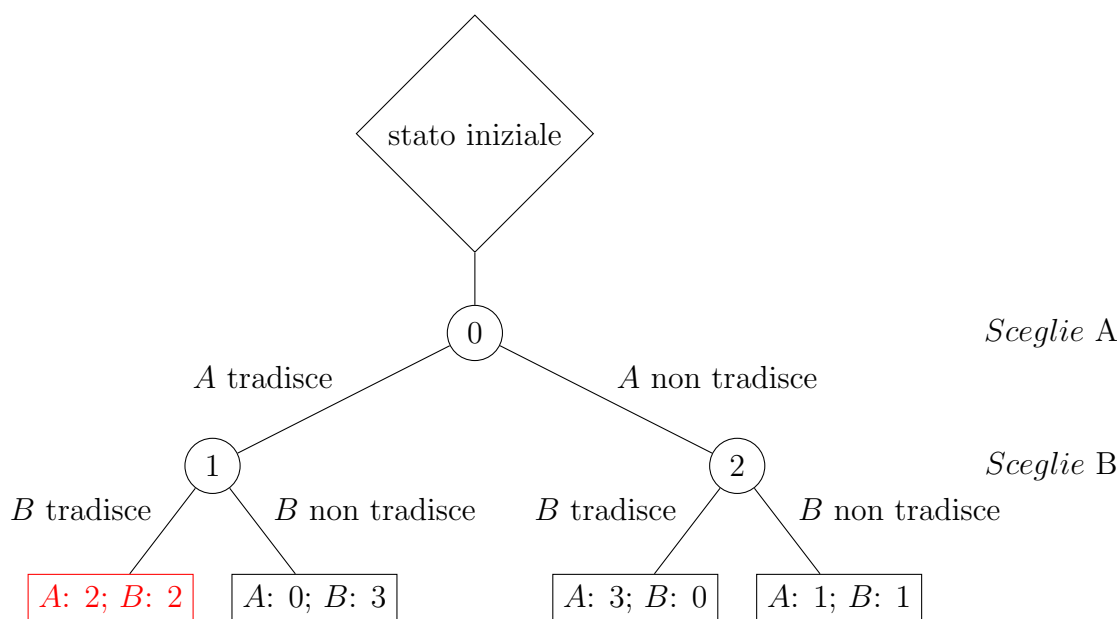 stato iniziale
0
Sceglie A
A tradisce
A non tradisce
1
2
Sceglie B
B tradisce
B non tradisce
B tradisce
B non tradisce
A: 2; B: 2
A: 0; B: 3
A: 3; B: 0
A: 1; B: 1